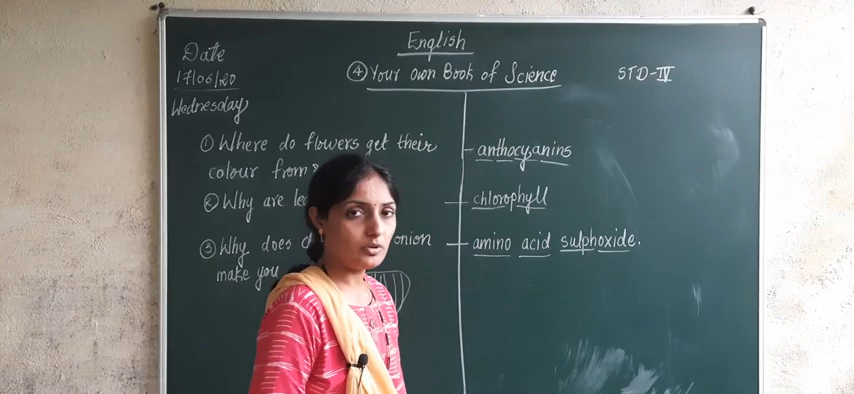 English
Date
17/06/20
Wednesday
④ Your own Book of Science
STD-IV
① Where do flowers get their
colour from
anthocyanins
② Why are
chlorophyll
③ Why does onion
make you
amino acid sulphoxide.